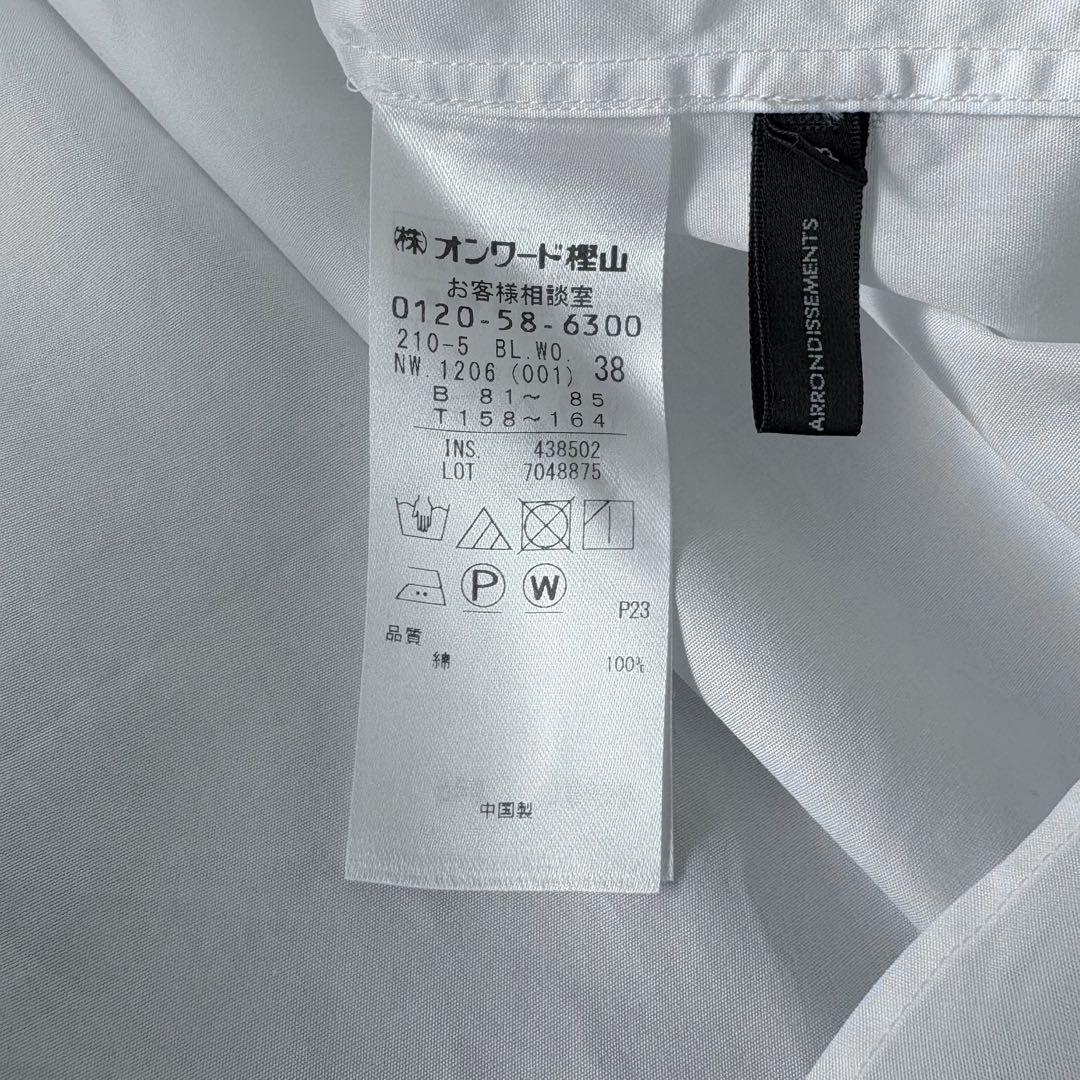 ㈱オンワード樫山
お客様相談室
0120-58-6300
210-5 BL.WO. 38
NW.1206 (001)
B 81～ 85
T158～164
INS. 438502
LOT 7048875
P
W
P23
品質
綿 100%
中国製
ARRONDISSEMENTS